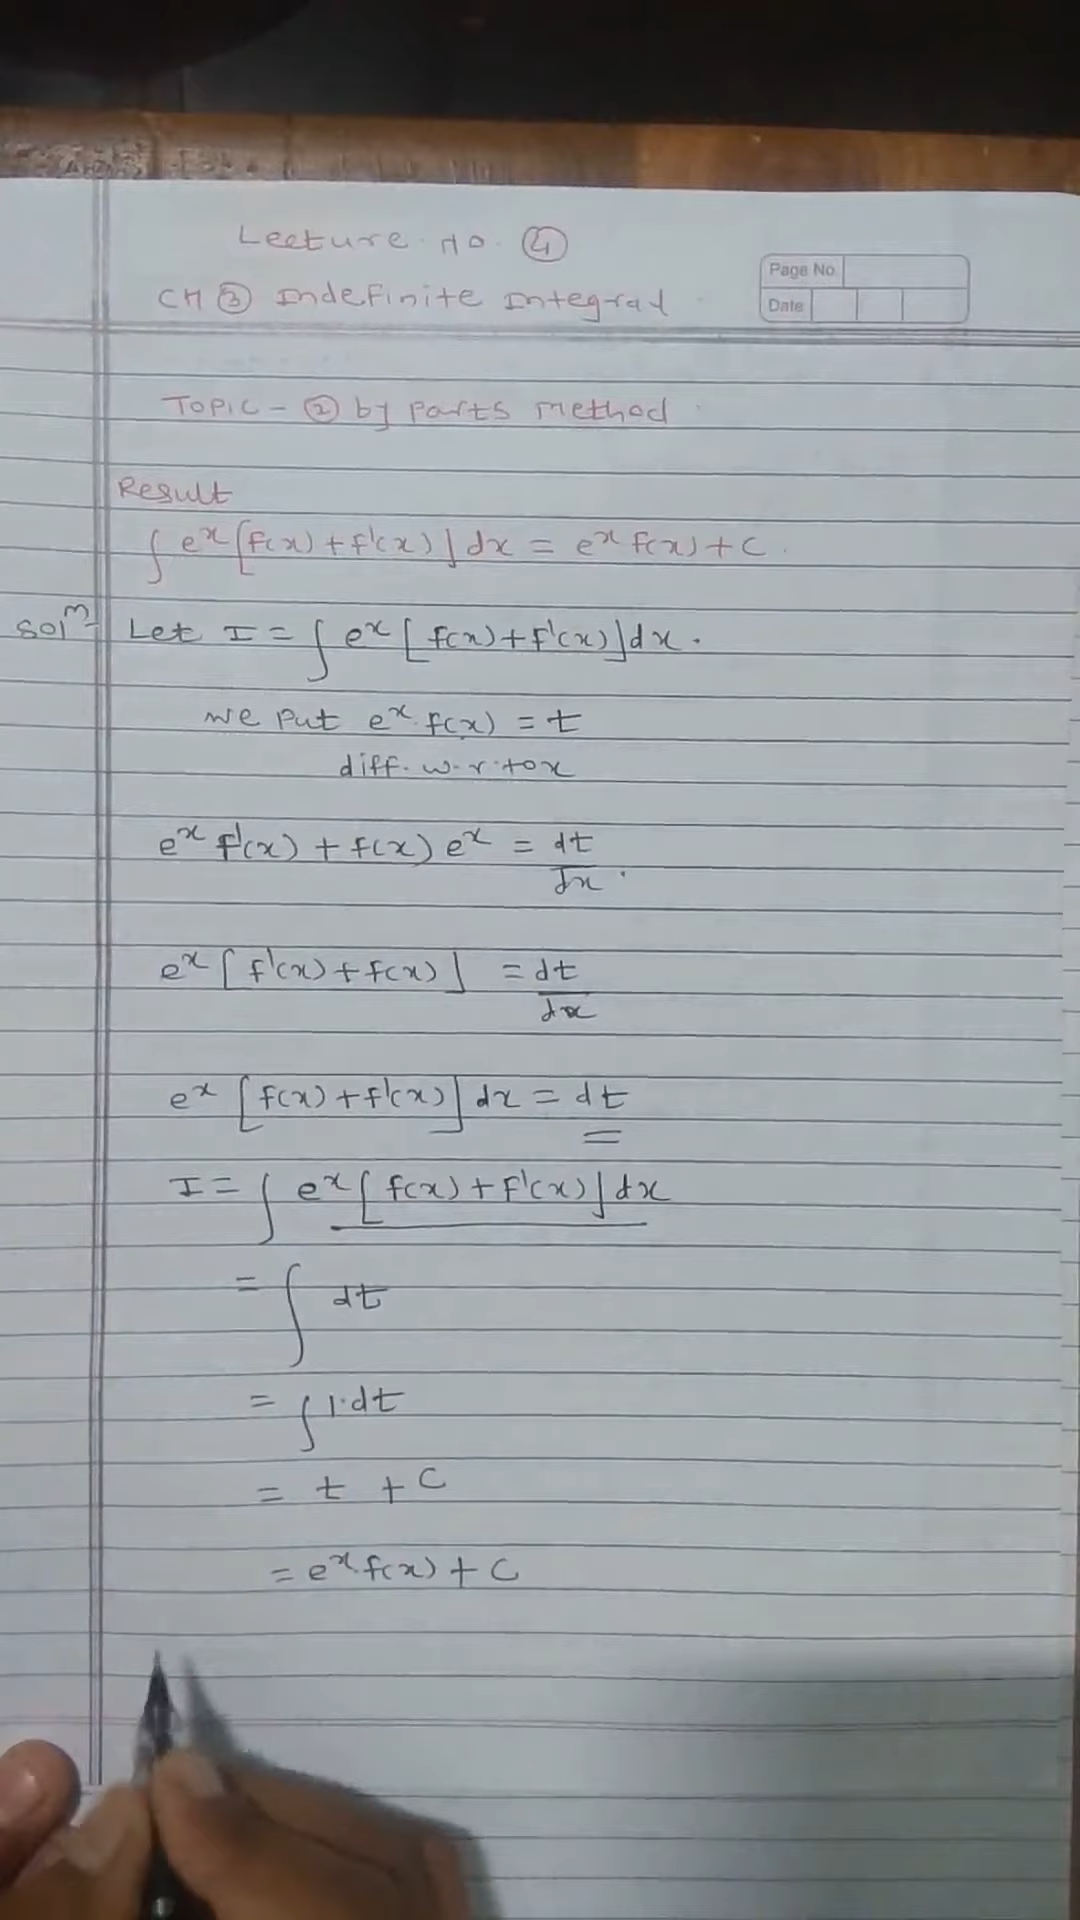 Lecture no. ④
CH ③ Indefinite Integral
Page No.
Date
TOPIC - ② by parts method
Result
∫ eˣ [f(x) + f'(x)] dx = eˣ f(x) + c.
Solⁿ- Let I = ∫ eˣ [f(x) + f'(x)] dx.
we put eˣ. f(x) = t
diff. w.r.to x
eˣ f'(x) + f(x) eˣ = dt/dx.
eˣ [f'(x) + f(x)] = dt/dx
eˣ [f(x) + f'(x)] dx = dt
I = ∫ eˣ [f(x) + f'(x)] dx
= ∫ dt
= ∫ 1.dt
= t + C
= eˣ. f(x) + C